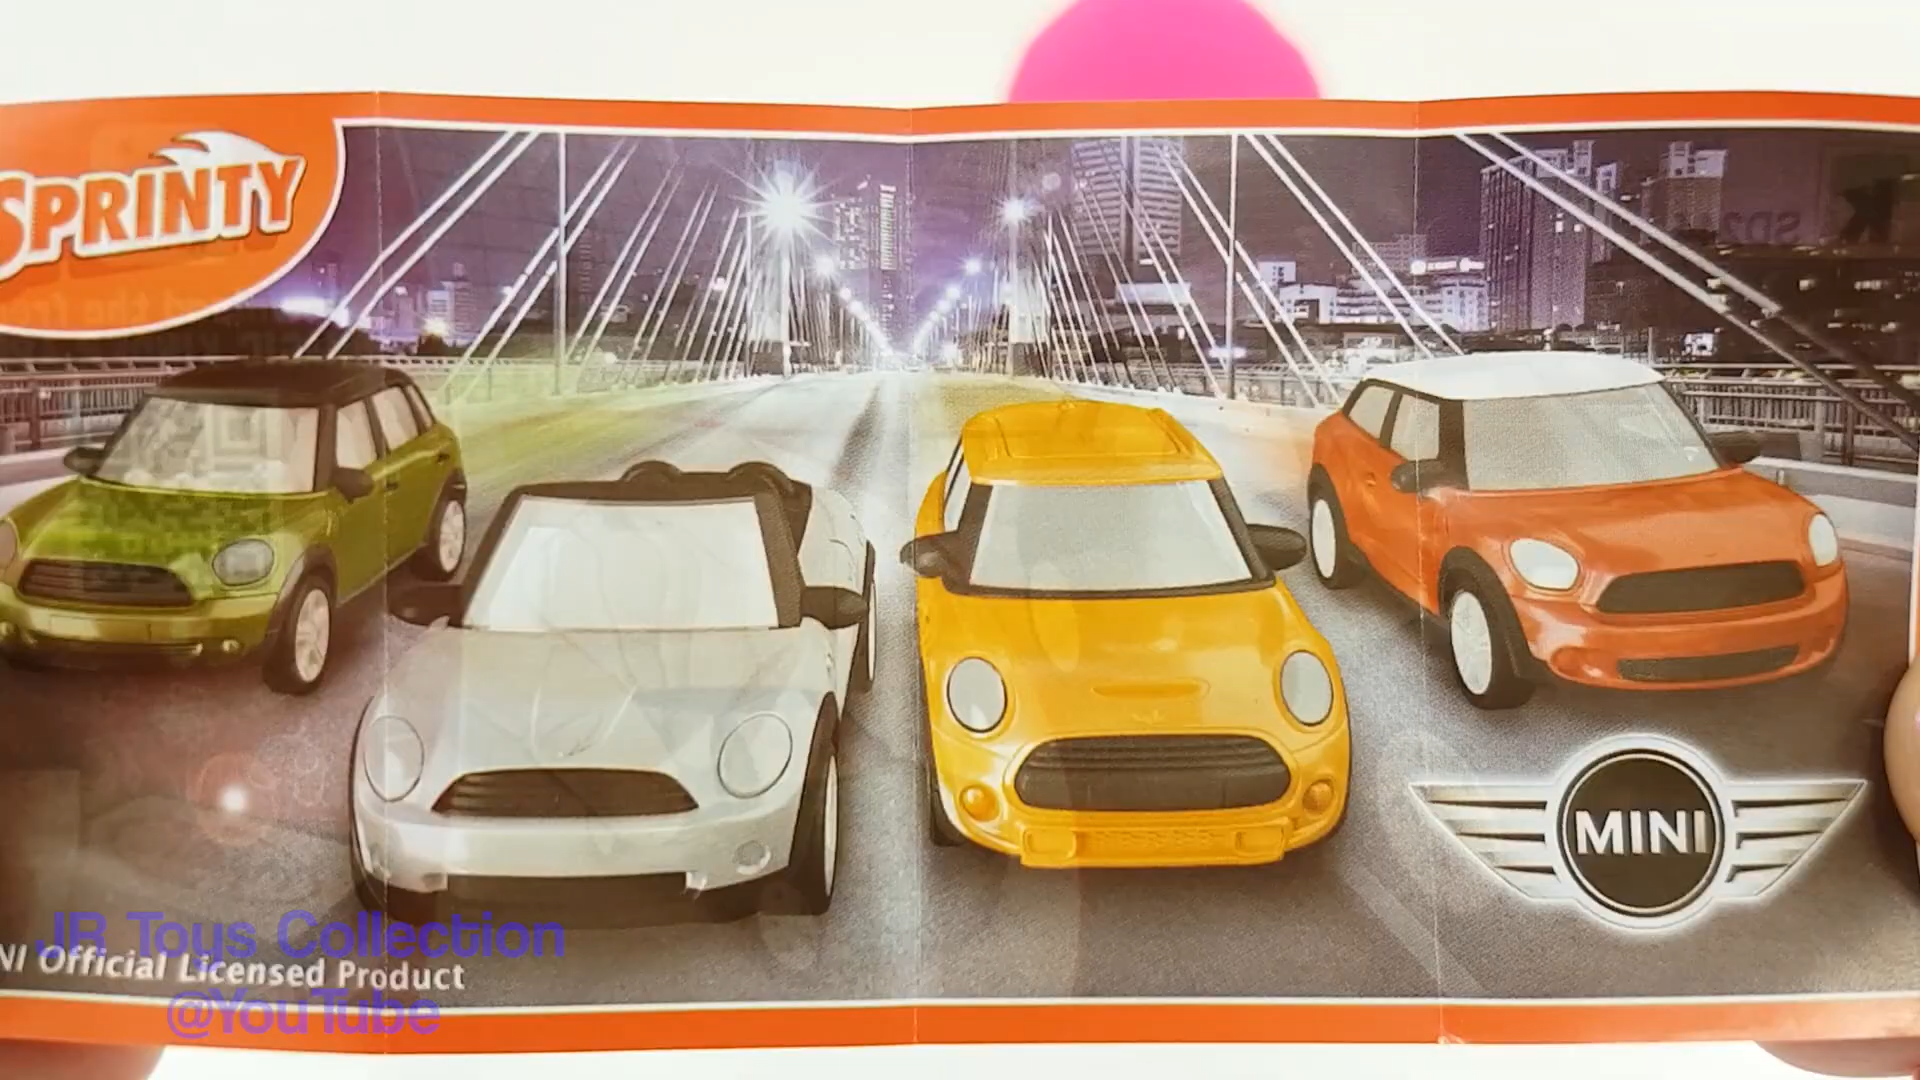 SPRINTY
MINI
JR Toys Collection
NI Official Licensed Product
@YouTube